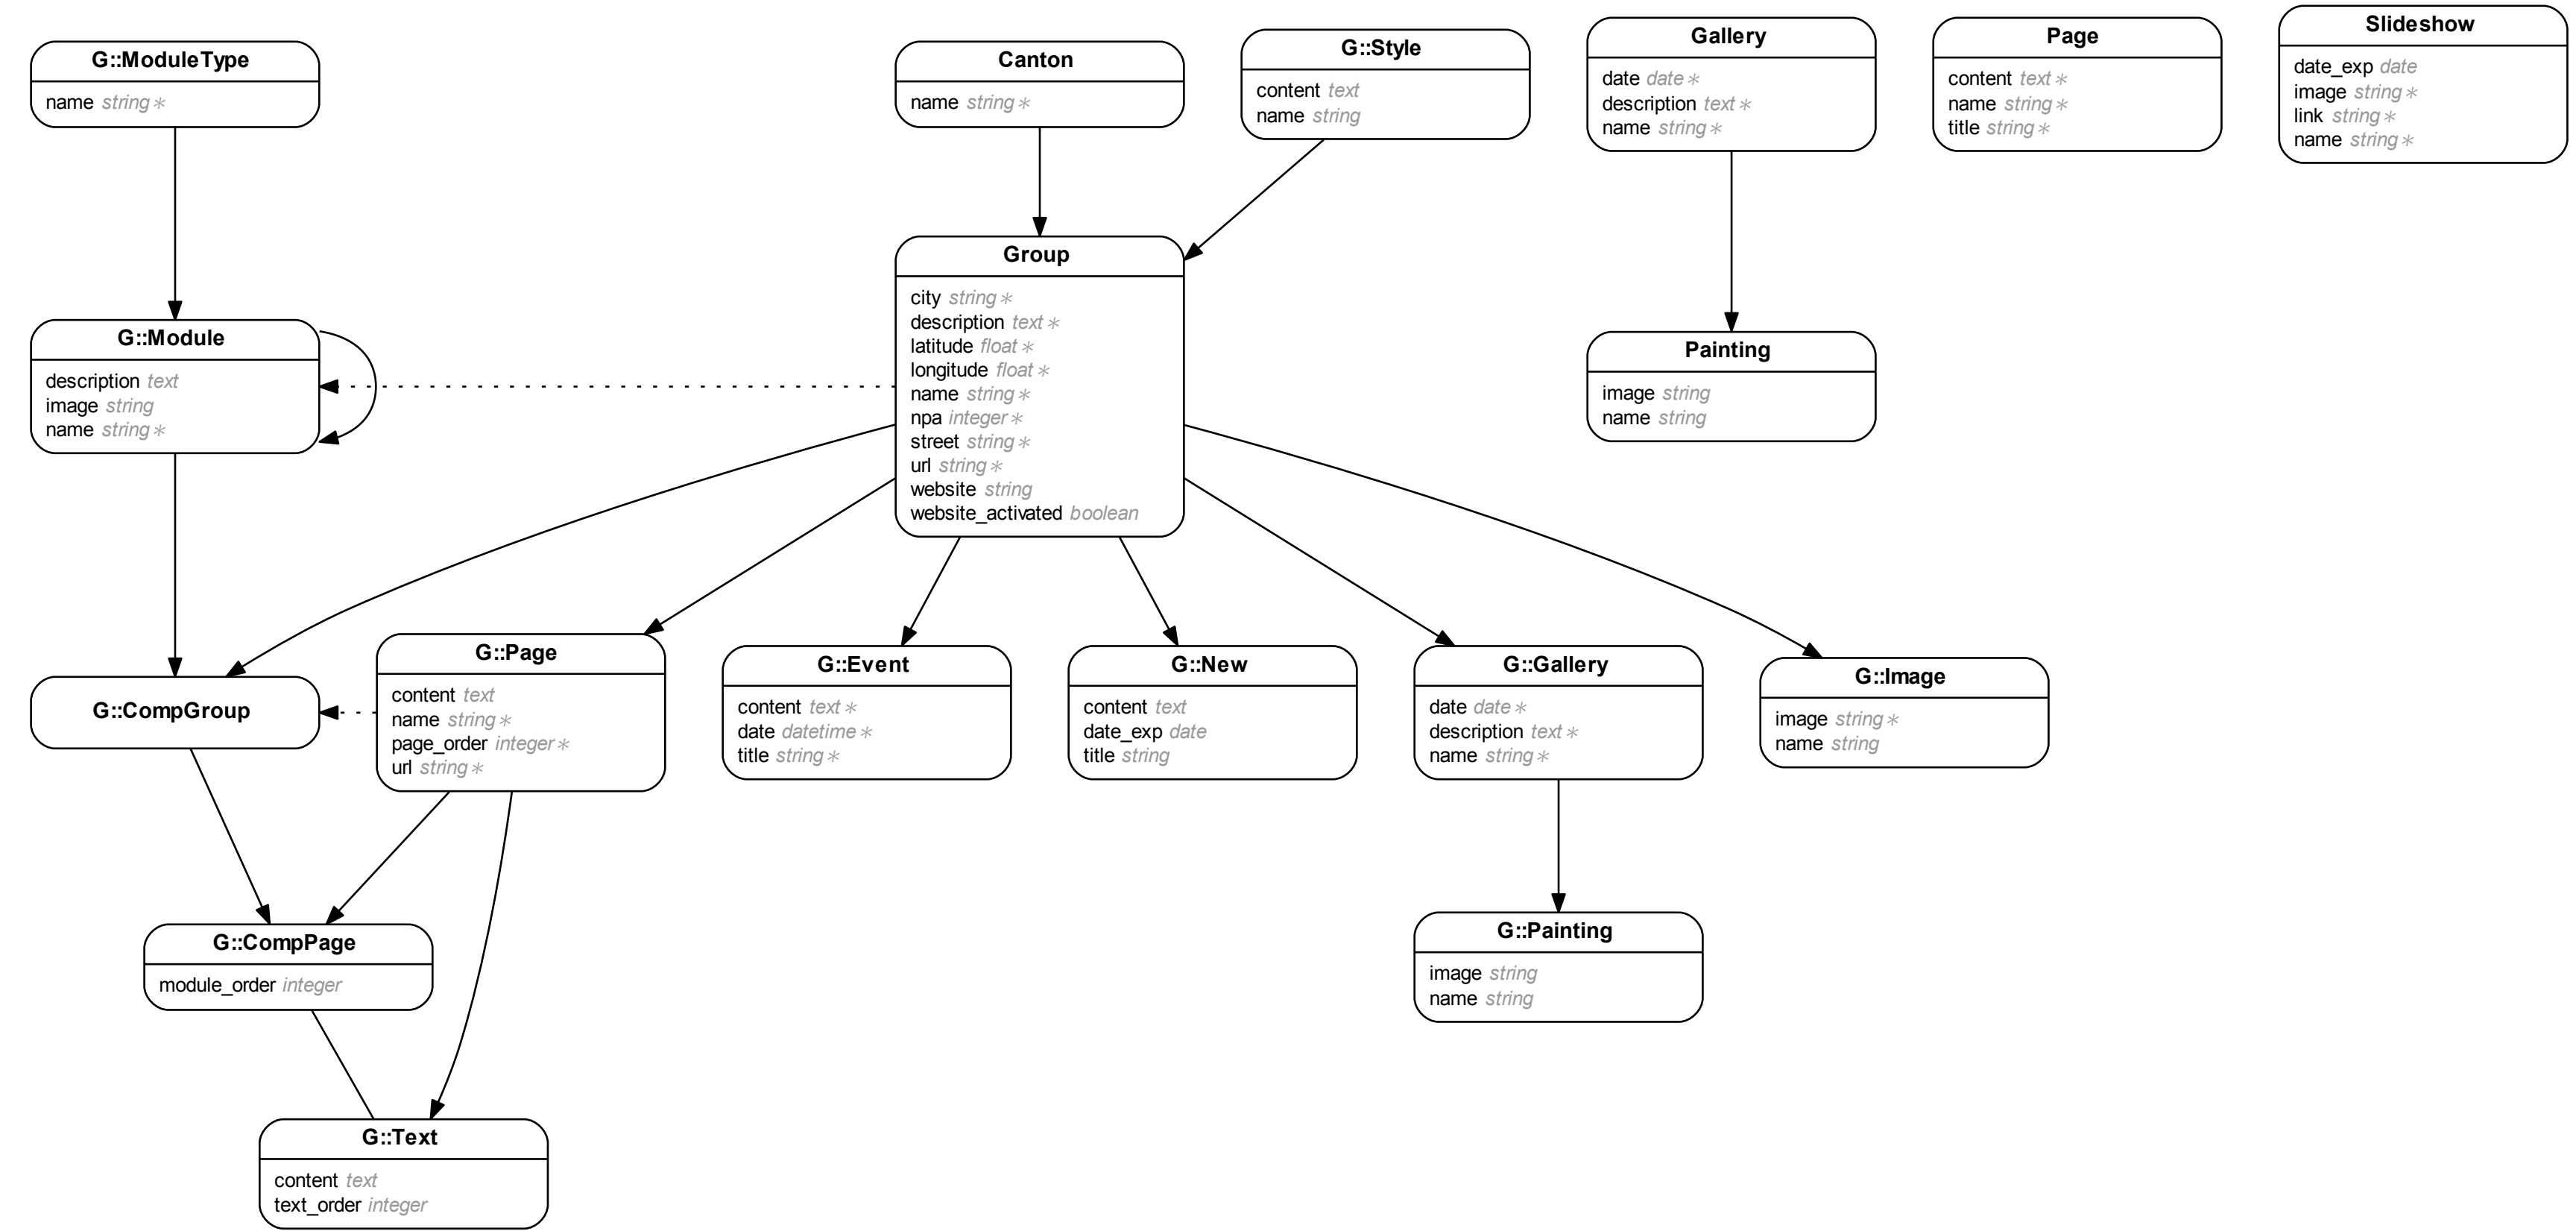 G::ModuleType
name string ∗
Canton
name string ∗
G::Style
content text
name string
Gallery
date date ∗
description text ∗
name string ∗
Page
content text ∗
name string ∗
title string ∗
Slideshow
date_exp date
image string ∗
link string ∗
name string ∗
G::Module
description text
image string
name string ∗
Group
city string ∗
description text ∗
latitude float ∗
longitude float ∗
name string ∗
npa integer ∗
street string ∗
url string ∗
website string
website_activated boolean
Painting
image string
name string
G::CompGroup
G::Page
content text
name string ∗
page_order integer ∗
url string ∗
G::Event
content text ∗
date datetime ∗
title string ∗
G::New
content text
date_exp date
title string
G::Gallery
date date ∗
description text ∗
name string ∗
G::Image
image string ∗
name string
G::CompPage
module_order integer
G::Painting
image string
name string
G::Text
content text
text_order integer